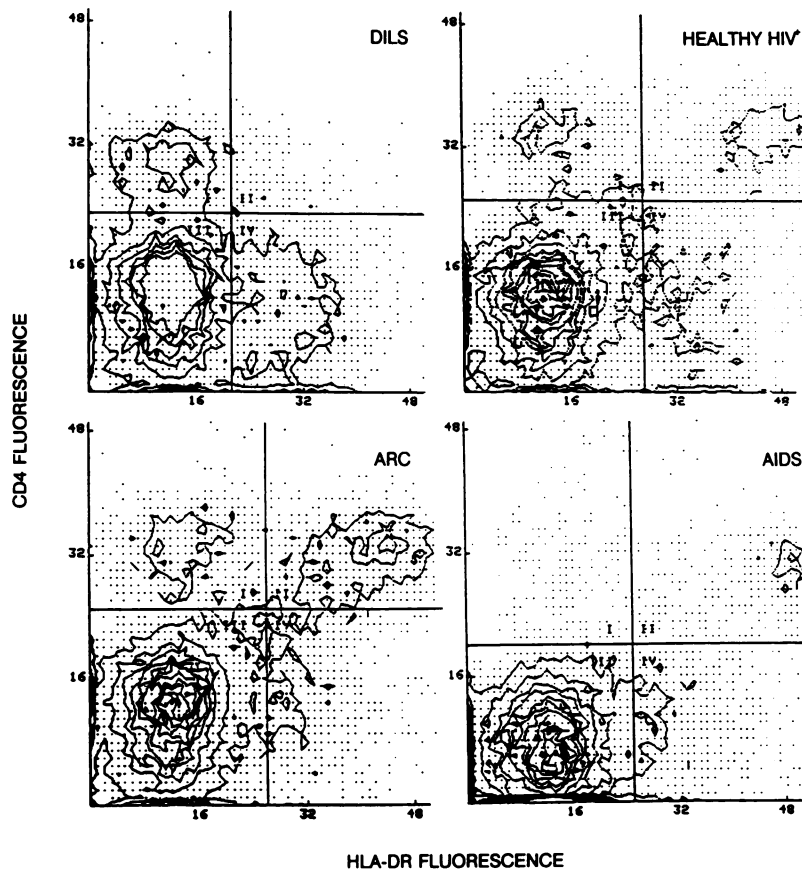 48
DILS
32
II
III IV
16
16 32 48
48
HEALTHY HIV+
32
16
16 32 48
CD4 FLUORESCENCE
48
ARC
32
I II
16
16 32 48
48
AIDS
32
I II
IV
16
16 32 48
HLA-DR FLUORESCENCE